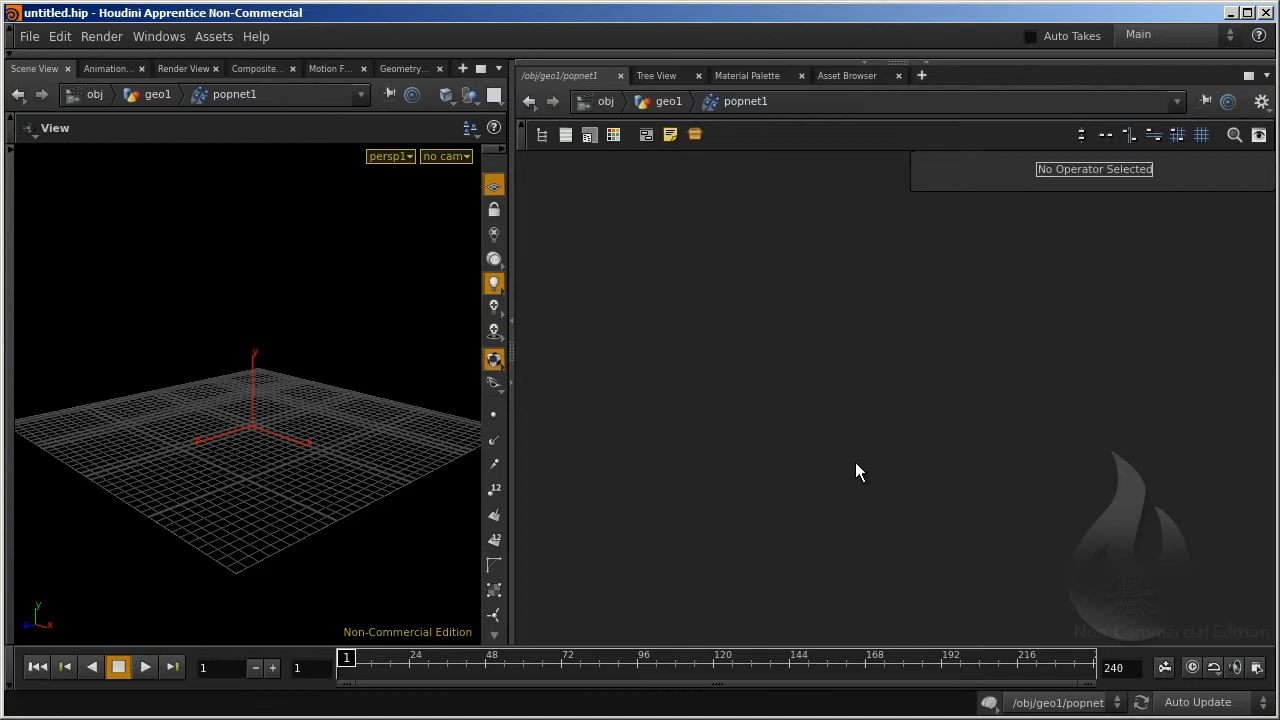 untitled.hip - Houdini Apprentice Non-Commercial
File Edit Render Windows Assets Help
Auto Takes Main
Scene View Animation... Render View Composite... Motion F... Geometry...
/obj/geo1/popnet1 Tree View Material Palette Asset Browser
obj geo1 popnet1
obj geo1 popnet1
View
persp1 no cam
No Operator Selected
12
12
y
z x
y
z x
Non-Commercial Edition
Non-Commercial Edition
1 1 1 24 48 72 96 120 144 168 192 216 240
/obj/geo1/popnet Auto Update